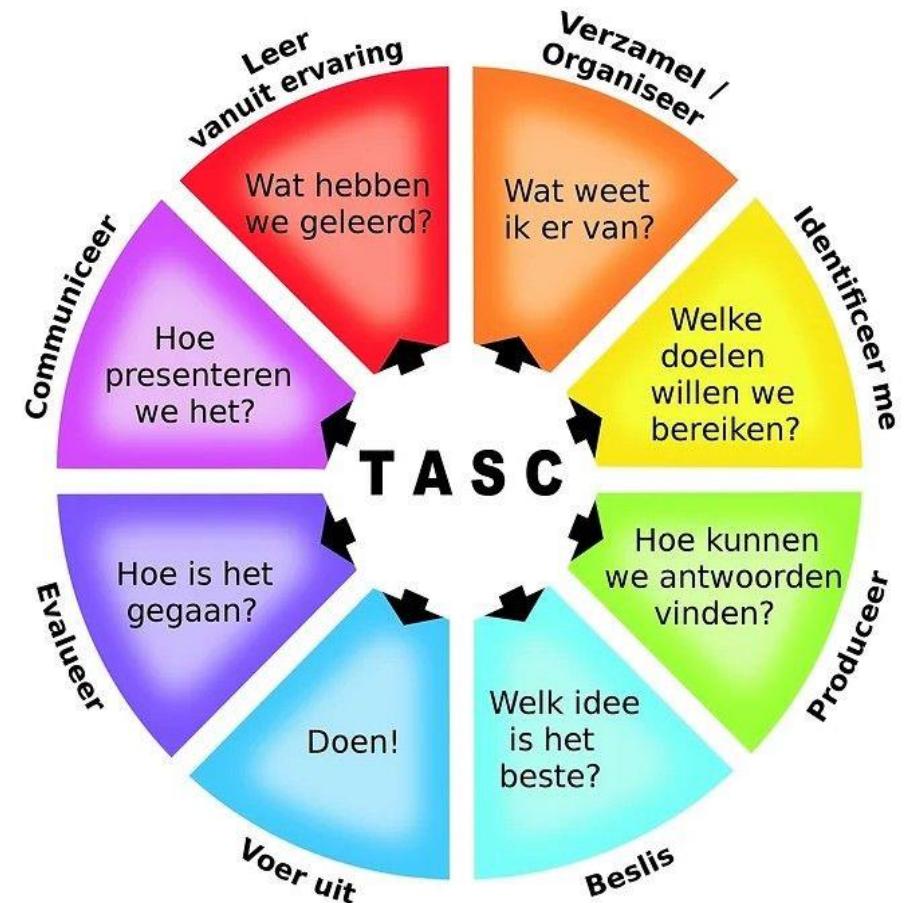 Verzamel /
Organiseer
Wat weet
ik er van?
Identificeer me
Welke
doelen
willen we
bereiken?
Produceer
Hoe kunnen
we antwoorden
vinden?
Beslis
Welk idee
is het
beste?
Voer uit
Doen!
Evalueer
Hoe is het
gegaan?
Communiceer
Hoe
presenteren
we het?
Leer
vanuit ervaring
Wat hebben
we geleerd?
TASC